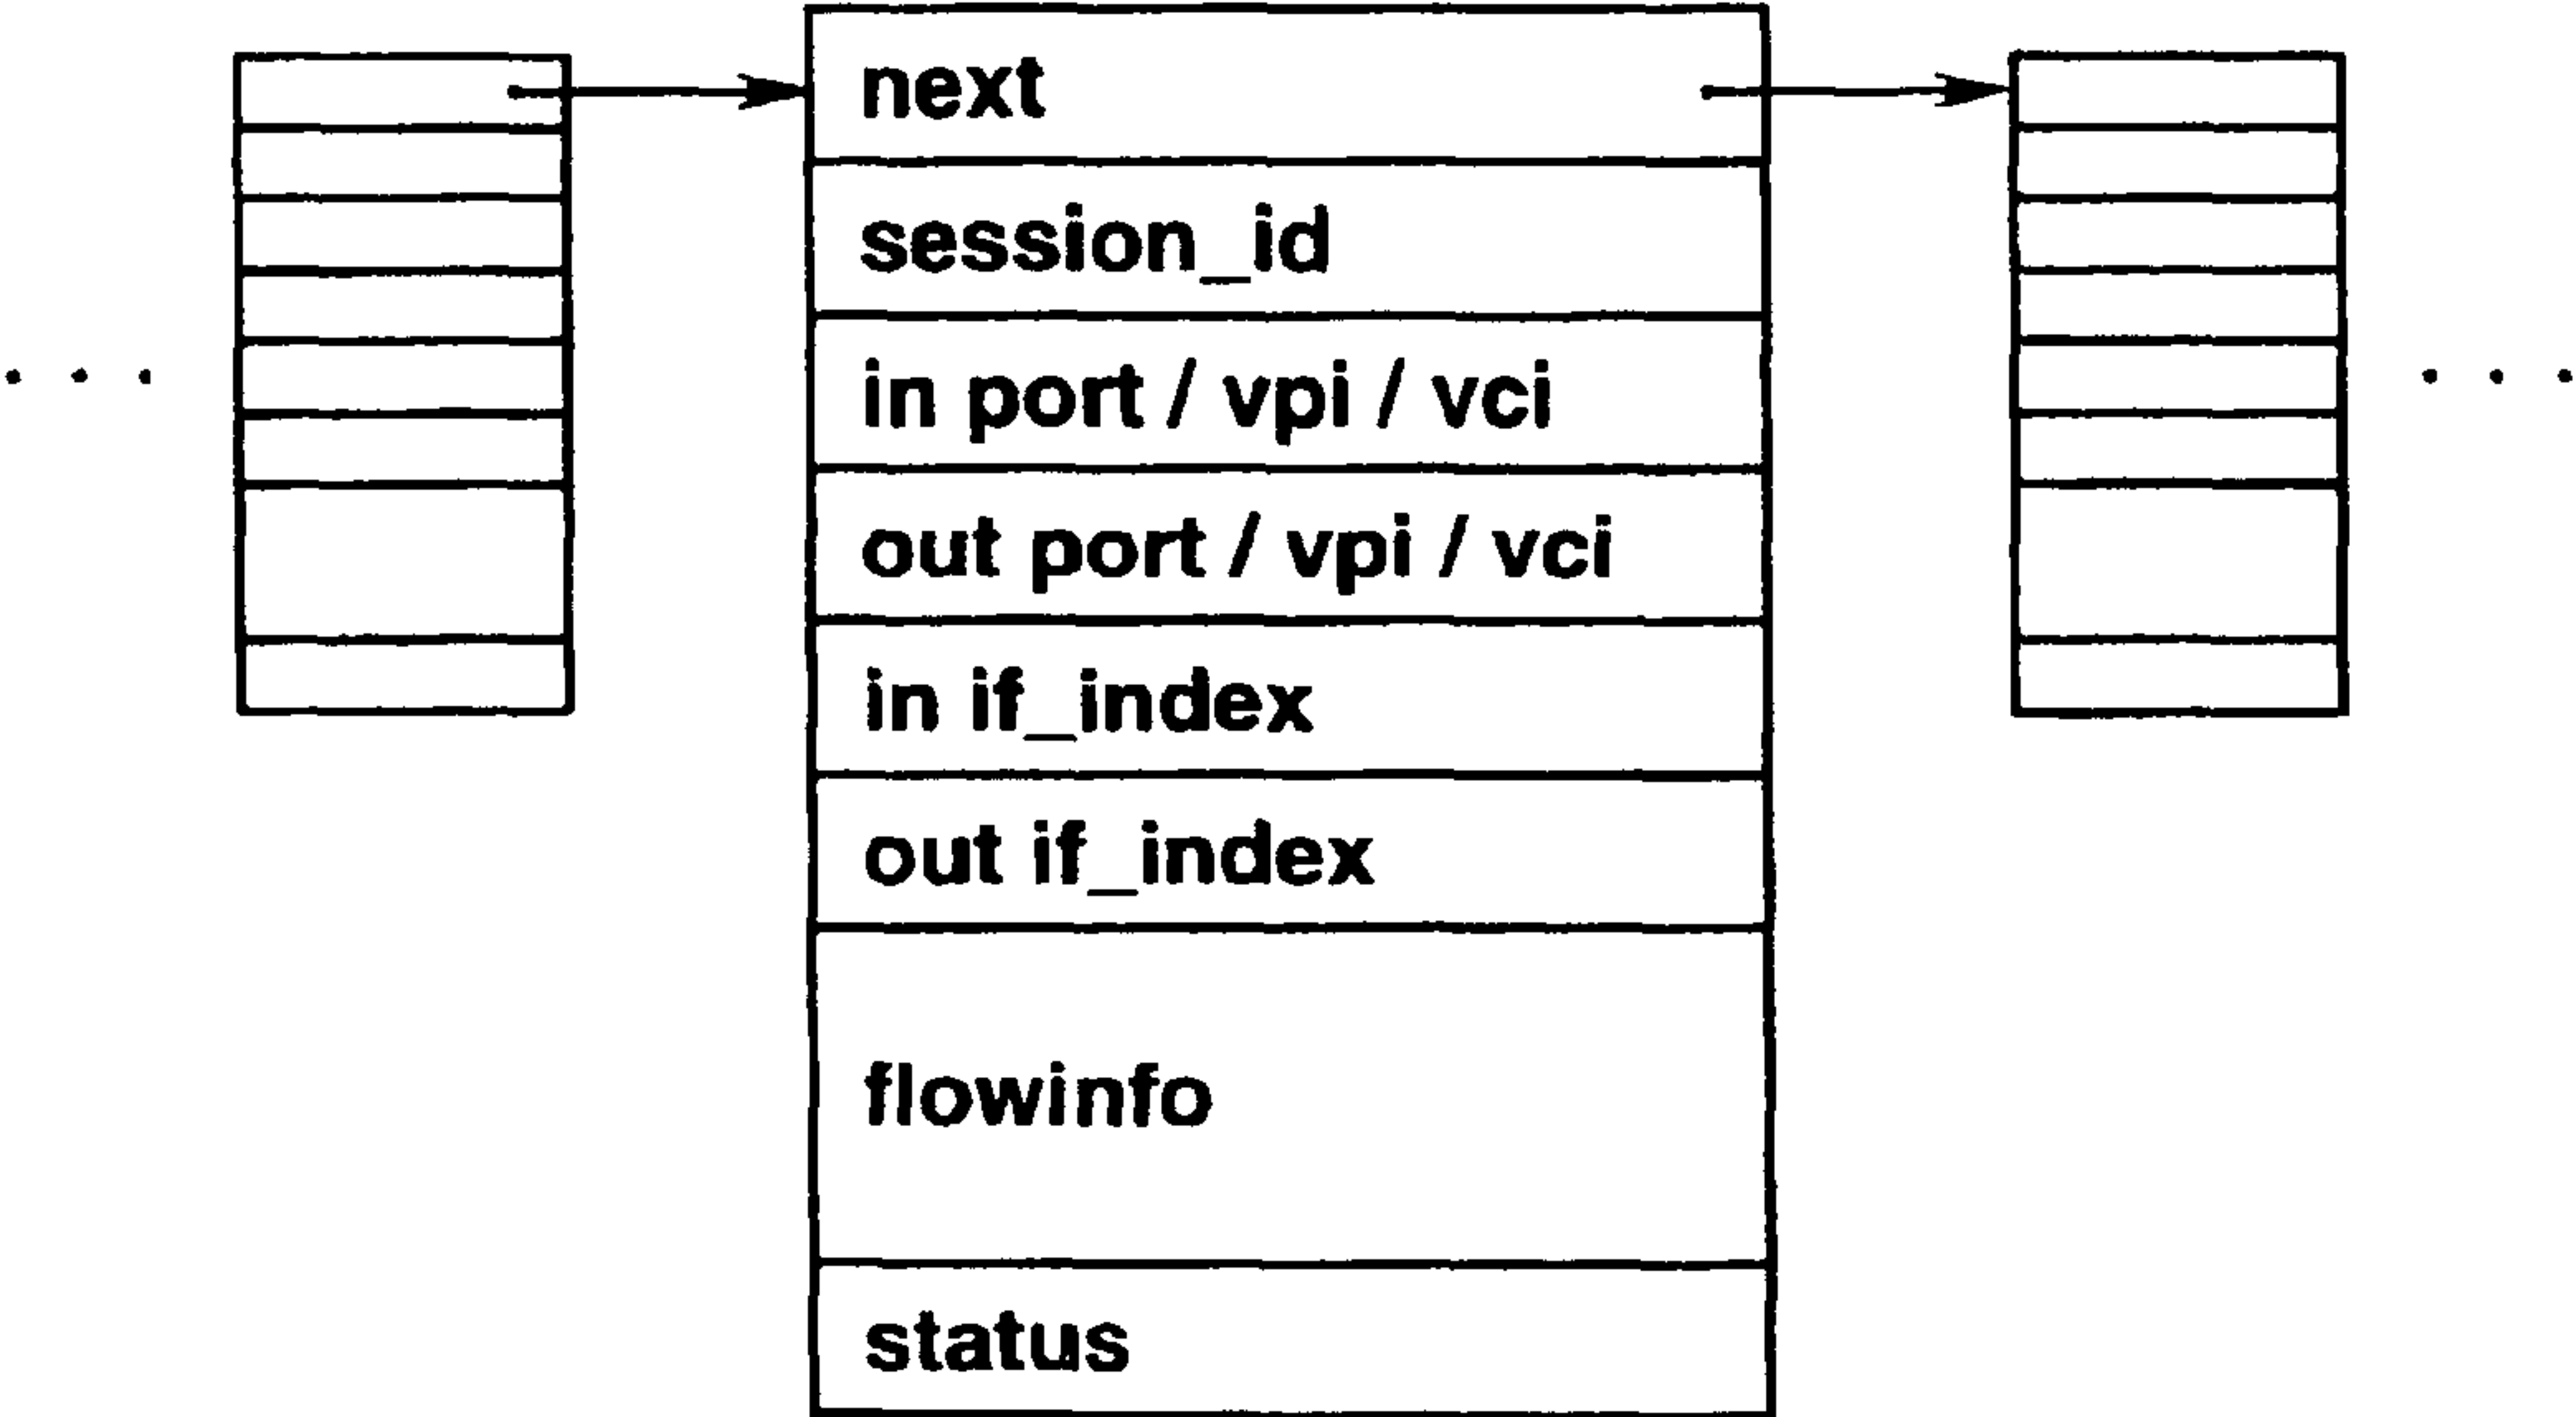 next
session_id
in port / vpi / vci
out port / vpi / vci
in if_index
out if_index
flowinfo
status